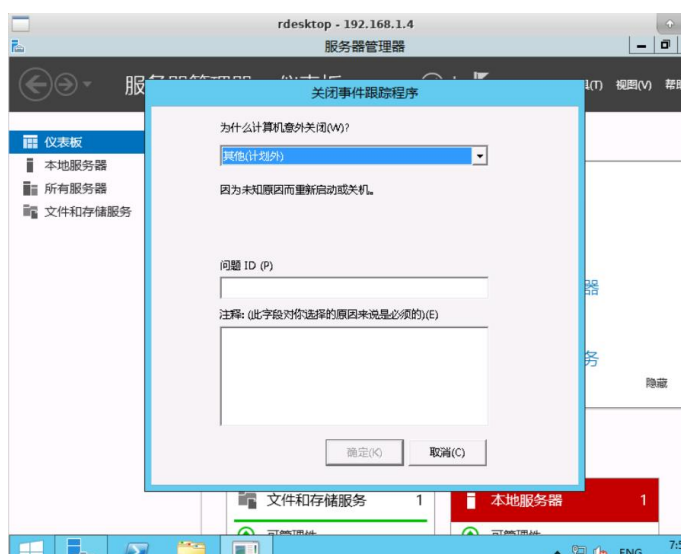 rdesktop - 192.168.1.4
服务器管理器
关闭事件跟踪程序
(T) 视图(V)
仪表板
本地服务器
所有服务器
文件和存储服务
为什么计算机意外关闭(W)?
其他(计划外)
因为未知原因而重新启动或关机。
问题 ID (P)
注释: (此字段对你选择的原因来说是必须的)(E)
器
务
隐藏
确定(K)
取消(C)
文件和存储服务 1
本地服务器 1
ENG